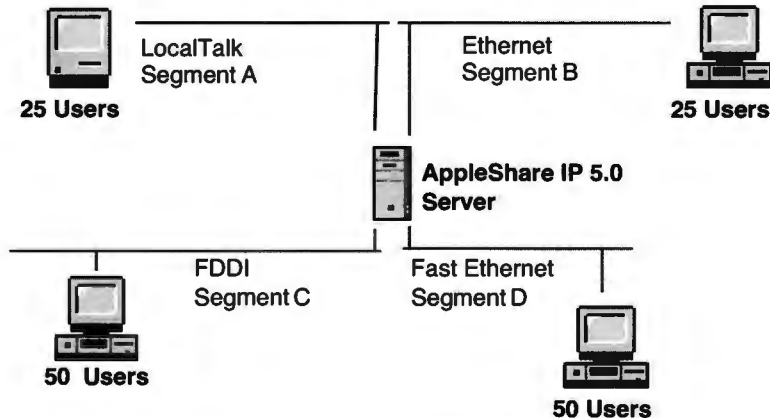 LocalTalk
Segment A
25 Users
Ethernet
Segment B
25 Users
AppleShare IP 5.0
Server
FDDI
Segment C
50 Users
Fast Ethernet
Segment D
50 Users